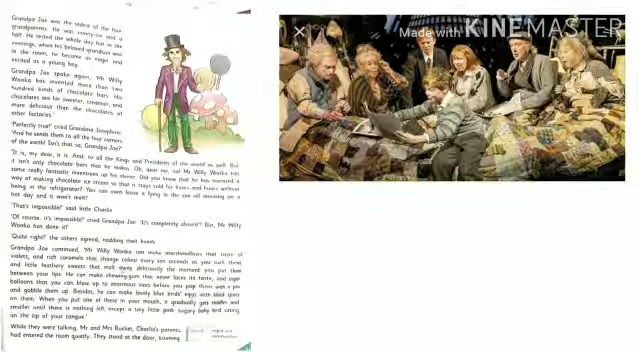 Grandpa Joe was the oldest of the four
grandparents. He was ninety-six and a
half. He rested the whole day but in the
evenings, when his beloved grandson was
in the room, he became as eager and
excited as a young boy.
Grandpa Joe spoke again, 'Mr Willy
Wonka has invented more than two
hundred kinds of chocolate bars. His
chocolates are far sweeter, creamier, and
more delicious than the chocolates of
other factories.'
'Perfectly true!' cried Grandma Josephine.
'And he sends them to all the four corners
of the world. Isn't that so, Grandpa Joe?'
'It is, my dear, it is. And to all the Kings and Presidents of the world as well. But
it isn't only chocolate bars that he makes. Oh, dear me, no! Mr Willy Wonka has
some really fantastic inventions up his sleeve. Did you know that he has invented a
way of making chocolate ice cream so that it stays cold for hours and hours without
being in the refrigerator? You can even leave it lying in the sun all morning on a
hot day and it won't melt!'
'That's impossible!' said little Charlie.
'Of course, it's impossible!' cried Grandpa Joe. 'It's completely absurd! But, Mr Willy
Wonka has done it!'
'Quite right!' the others agreed, nodding their heads.
Grandpa Joe continued, 'Mr Willy Wonka can make marshmallows that taste of
violets, and rich caramels that change colour every ten seconds as you suck them,
and little feathery sweets that melt away deliciously the moment you put them
between your lips. He can make chewing-gum that never loses its taste, and sugar
balloons that you can blow up to enormous sizes before you pop them with a pin
and gobble them up. Besides, he can make lovely blue birds' eggs with black spots
on them. When you put one of these in your mouth, it gradually gets smaller and
smaller until there is nothing left except a tiny little pink sugary baby bird sitting
on the tip of your tongue.'
While they were talking, Mr and Mrs Bucket, Charlie's parents,
had entered the room quietly. They stood at the door, listening
Made with KINEMASTER